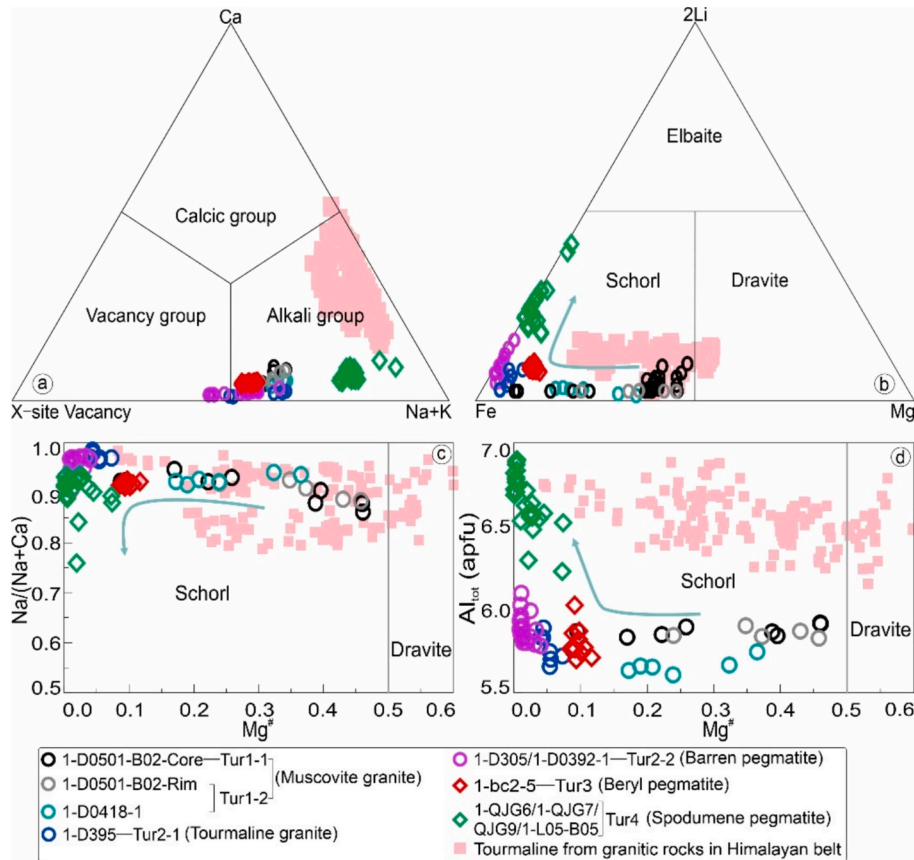 Ca
Calcic group
Vacancy group
Alkali group
a
X-site Vacancy
Na+K
2Li
Elbaite
Schorl
Dravite
b
Fe
Mg
1.0
0.9
0.8
0.7
0.6
0.5
Na/(Na+Ca)
c
Schorl
Dravite
0.0 0.1 0.2 0.3 0.4 0.5 0.6
Mg#
7.0
6.5
6.0
5.5
Altot (apfu)
d
Schorl
Dravite
0.0 0.1 0.2 0.3 0.4 0.5 0.6
Mg#
1-D0501-B02-Core—Tur1-1
1-D0501-B02-Rim
1-D0418-1
Tur1-2
(Muscovite granite)
1-D395—Tur2-1 (Tourmaline granite)
1-D305/1-D0392-1—Tur2-2 (Barren pegmatite)
1-bc2-5—Tur3 (Beryl pegmatite)
1-QJG6/1-QJG7/
QJG9/1-L05-B05
Tur4 (Spodumene pegmatite)
Tourmaline from granitic rocks in Himalayan belt